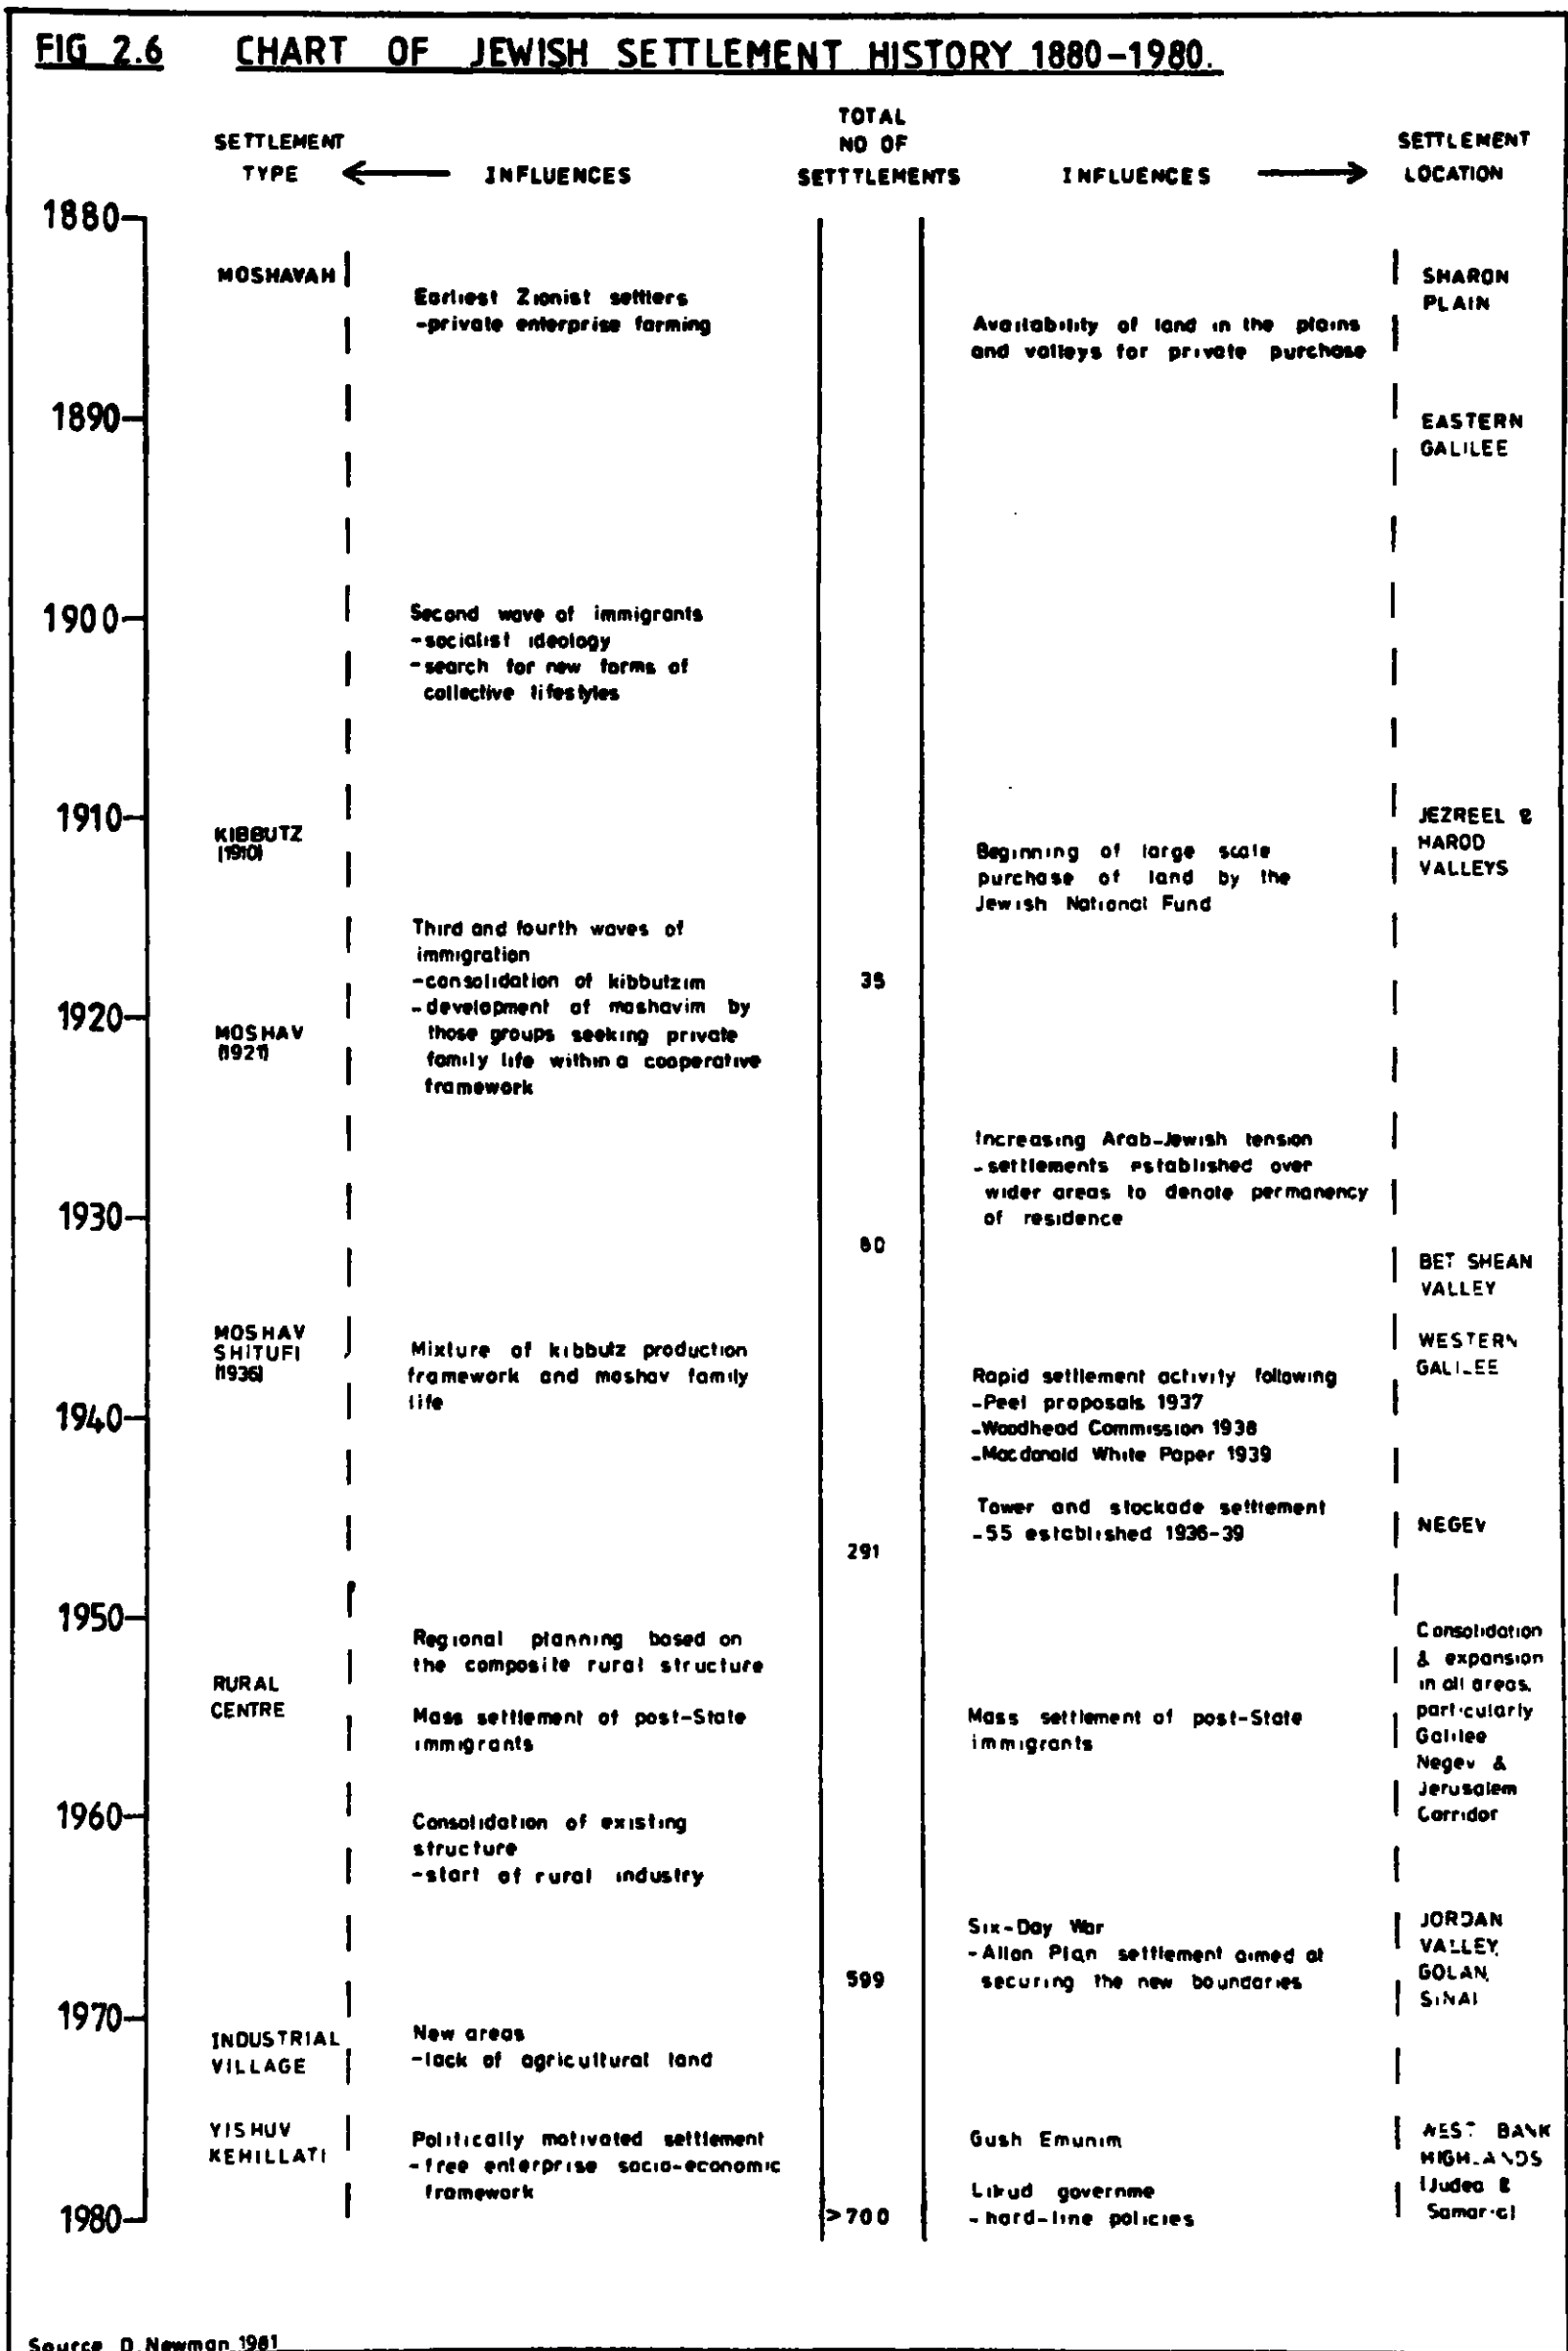 FIG 2.6 CHART OF JEWISH SETTLEMENT HISTORY 1880-1980.
SETTLEMENT
TYPE
INFLUENCES
TOTAL
NO OF
SETTTLEMENTS
INFLUENCES
SETTLEMENT
LOCATION
1880
MOSHAVAH
Earliest Zionist settlers
-private enterprise farming
Availability of land in the plains
and valleys for private purchase
SHARON
PLAIN
1890
EASTERN
GALILEE
1900
Second wave of immigrants
-socialist ideology
-search for new forms of
collective lifestyles
1910
KIBBUTZ
(1910)
Beginning of large scale
purchase of land by the
Jewish National Fund
JEZREEL &
HAROD
VALLEYS
Third and fourth waves of
immigration
-consolidation of kibbutzim
-development of moshavim by
those groups seeking private
family life within a cooperative
framework
35
1920
MOSHAV
(1921)
Increasing Arab-Jewish tension
-settlements established over
wider areas to denote permanency
of residence
1930
BET SHEAN
VALLEY
MOSHAV
SHITUFI
(1936)
Mixture of kibbutz production
framework and moshav family
life
WESTERN
GALILEE
Rapid settlement activity following
-Peel proposals 1937
-Woodhead Commission 1938
-Macdonald White Paper 1939
1940
Tower and stockade settlement
-55 established 1936-39
NEGEV
291
1950
Regional planning based on
the composite rural structure
RURAL
CENTRE
Mass settlement of post-State
immigrants
Mass settlement of post-State
immigrants
Consolidation
& expansion
in all areas,
particularly
Galilee
Negev &
Jerusalem
Corridor
1960
Consolidation of existing
structure
-start of rural industry
Six-Day War
-Allon Plan settlement aimed at
securing the new boundaries
JORDAN
VALLEY,
GOLAN,
SINAI
599
1970
INDUSTRIAL
VILLAGE
New areas
-lack of agricultural land
YISHUV
KEHILLATI
Politically motivated settlement
-free enterprise socio-economic
framework
Gush Emunim
Likud governme
-hard-line policies
WEST BANK
HIGHLANDS
(Judea &
Samaria)
1980
>700
Source D. Newman 1981